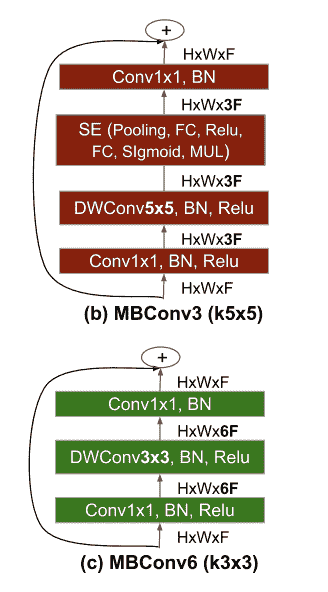 +
HxWxF
Conv1x1, BN
HxWx3F
SE (Pooling, FC, Relu,
FC, SIgmoid, MUL)
HxWx3F
DWConv5x5, BN, Relu
HxWx3F
Conv1x1, BN, Relu
HxWxF
(b) MBConv3 (k5x5)
+
HxWxF
Conv1x1, BN
HxWx6F
DWConv3x3, BN, Relu
HxWx6F
Conv1x1, BN, Relu
HxWxF
(c) MBConv6 (k3x3)